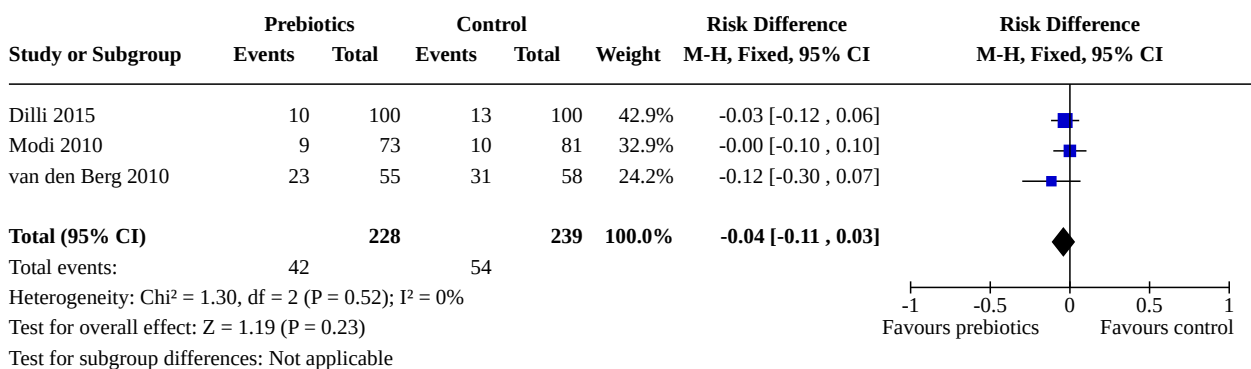 Prebiotics Control Risk Difference Risk Difference
Study or Subgroup Events Total Events Total Weight M-H, Fixed, 95% CI M-H, Fixed, 95% CI
Dilli 2015 10 100 13 100 42.9% -0.03 [-0.12 , 0.06]
Modi 2010 9 73 10 81 32.9% -0.00 [-0.10 , 0.10]
van den Berg 2010 23 55 31 58 24.2% -0.12 [-0.30 , 0.07]
Total (95% CI) 228 239 100.0% -0.04 [-0.11 , 0.03]
Total events: 42 54
Heterogeneity: Chi² = 1.30, df = 2 (P = 0.52); I² = 0%
Test for overall effect: Z = 1.19 (P = 0.23)
Test for subgroup differences: Not applicable
-1 -0.5 0 0.5 1
Favours prebiotics Favours control